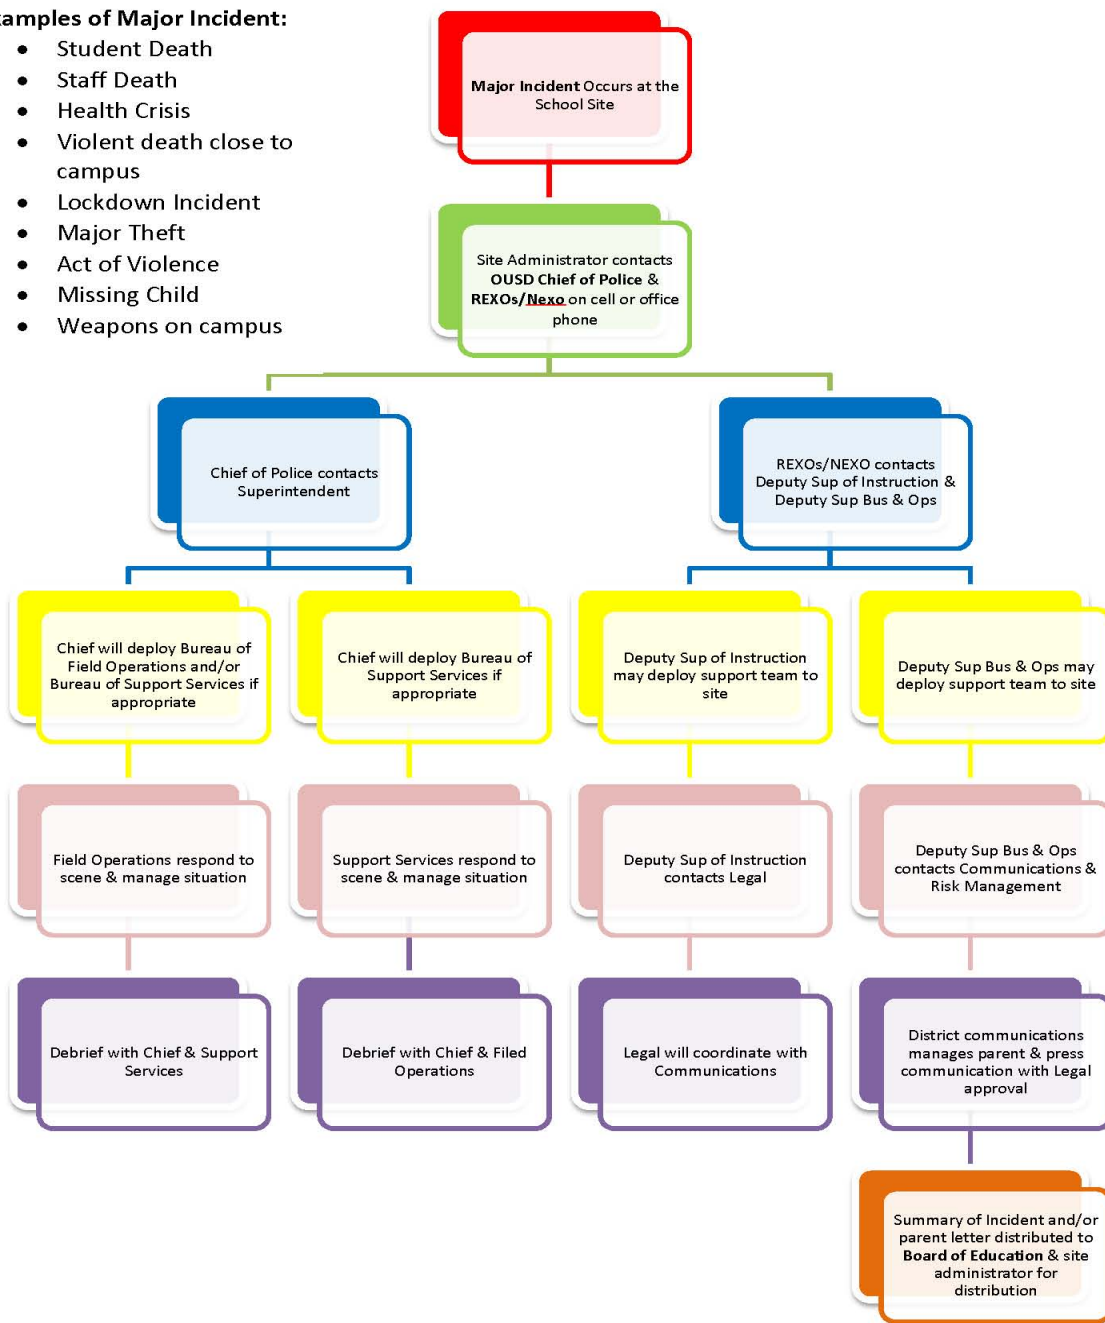 xamples of Major Incident:
• Student Death
• Staff Death
• Health Crisis
• Violent death close to
campus
• Lockdown Incident
• Major Theft
• Act of Violence
• Missing Child
• Weapons on campus
Major Incident Occurs at the
School Site
Site Administrator contacts
OUSD Chief of Police &
REXOs/Nexo on cell or office
phone
Chief of Police contacts
Superintendent
REXOs/NEXO contacts
Deputy Sup of Instruction &
Deputy Sup Bus & Ops
Chief will deploy Bureau of
Field Operations and/or
Bureau of Support Services if
appropriate
Chief will deploy Bureau of
Support Services if
appropriate
Deputy Sup of Instruction
may deploy support team to
site
Deputy Sup Bus & Ops may
deploy support team to site
Field Operations respond to
scene & manage situation
Support Services respond to
scene & manage situation
Deputy Sup of Instruction
contacts Legal
Deputy Sup Bus & Ops
contacts Communications &
Risk Management
Debrief with Chief & Support
Services
Debrief with Chief & Filed
Operations
Legal will coordinate with
Communications
District communications
manages parent & press
communication with Legal
approval
Summary of Incident and/or
parent letter distributed to
Board of Education & site
administrator for
distribution